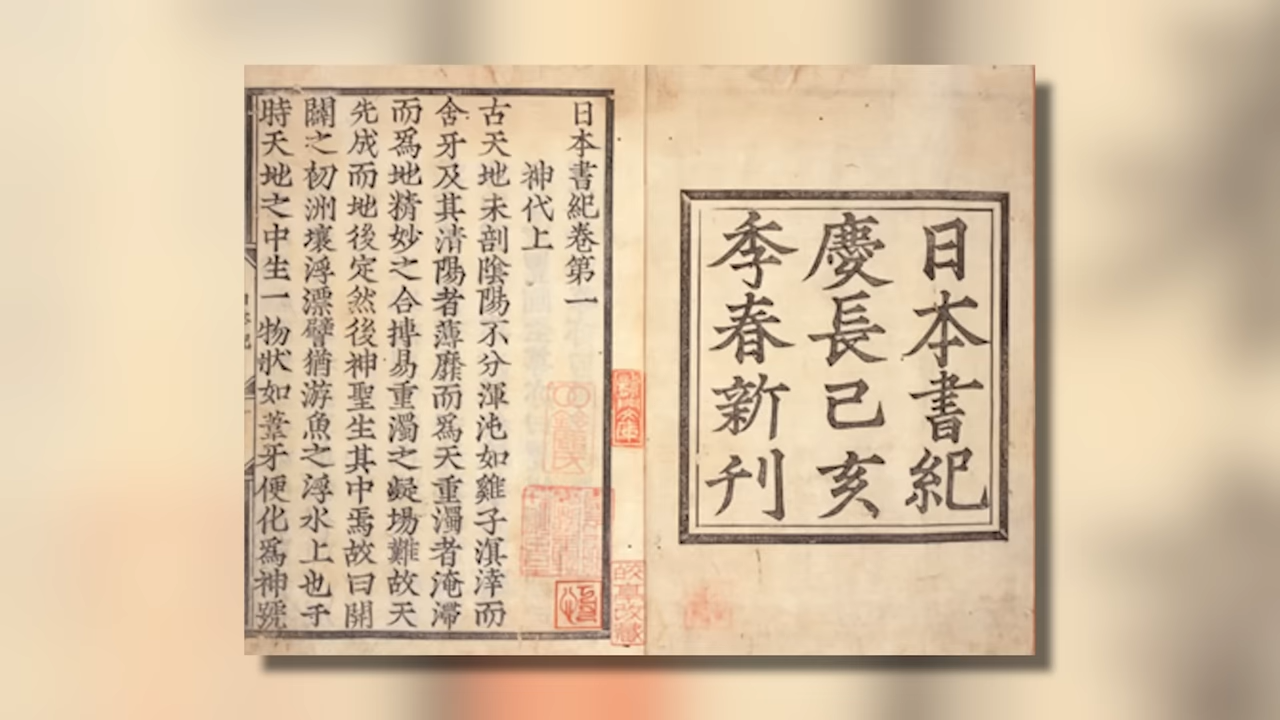 日本書紀
慶長己亥
季春新刊
日本書紀卷第一
神代上
古天地未剖陰陽不分渾沌如雞子溟涬而
含牙及其清陽者薄靡而爲天重濁者淹滯
而爲地精妙之合摶易重濁之凝場難故天
先成而地後定然後神聖生其中焉故曰開
闢之初洲壤浮漂譬猶游魚之浮水上也于
時天地之中生一物狀如葦牙便化爲神號